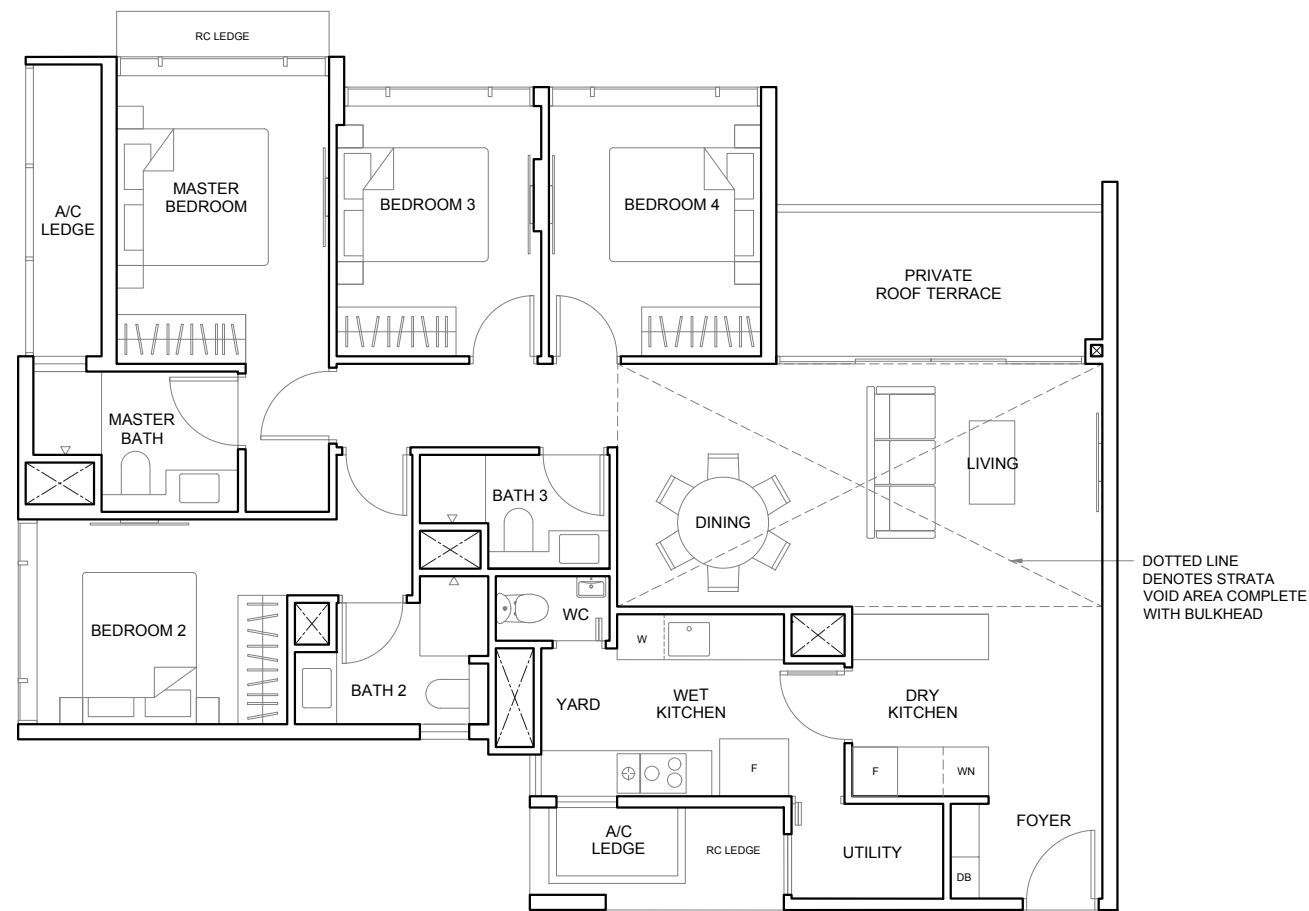 RC LEDGE
A/C
LEDGE
MASTER
BEDROOM
BEDROOM 3
BEDROOM 4
PRIVATE
ROOF TERRACE
MASTER
BATH
LIVING
BATH 3
DINING
DOTTED LINE
DENOTES STRATA
VOID AREA COMPLETE
WITH BULKHEAD
BEDROOM 2
WC
W
BATH 2
YARD
WET
KITCHEN
DRY
KITCHEN
F
F
WN
A/C
LEDGE
RC LEDGE
UTILITY
FOYER
DB